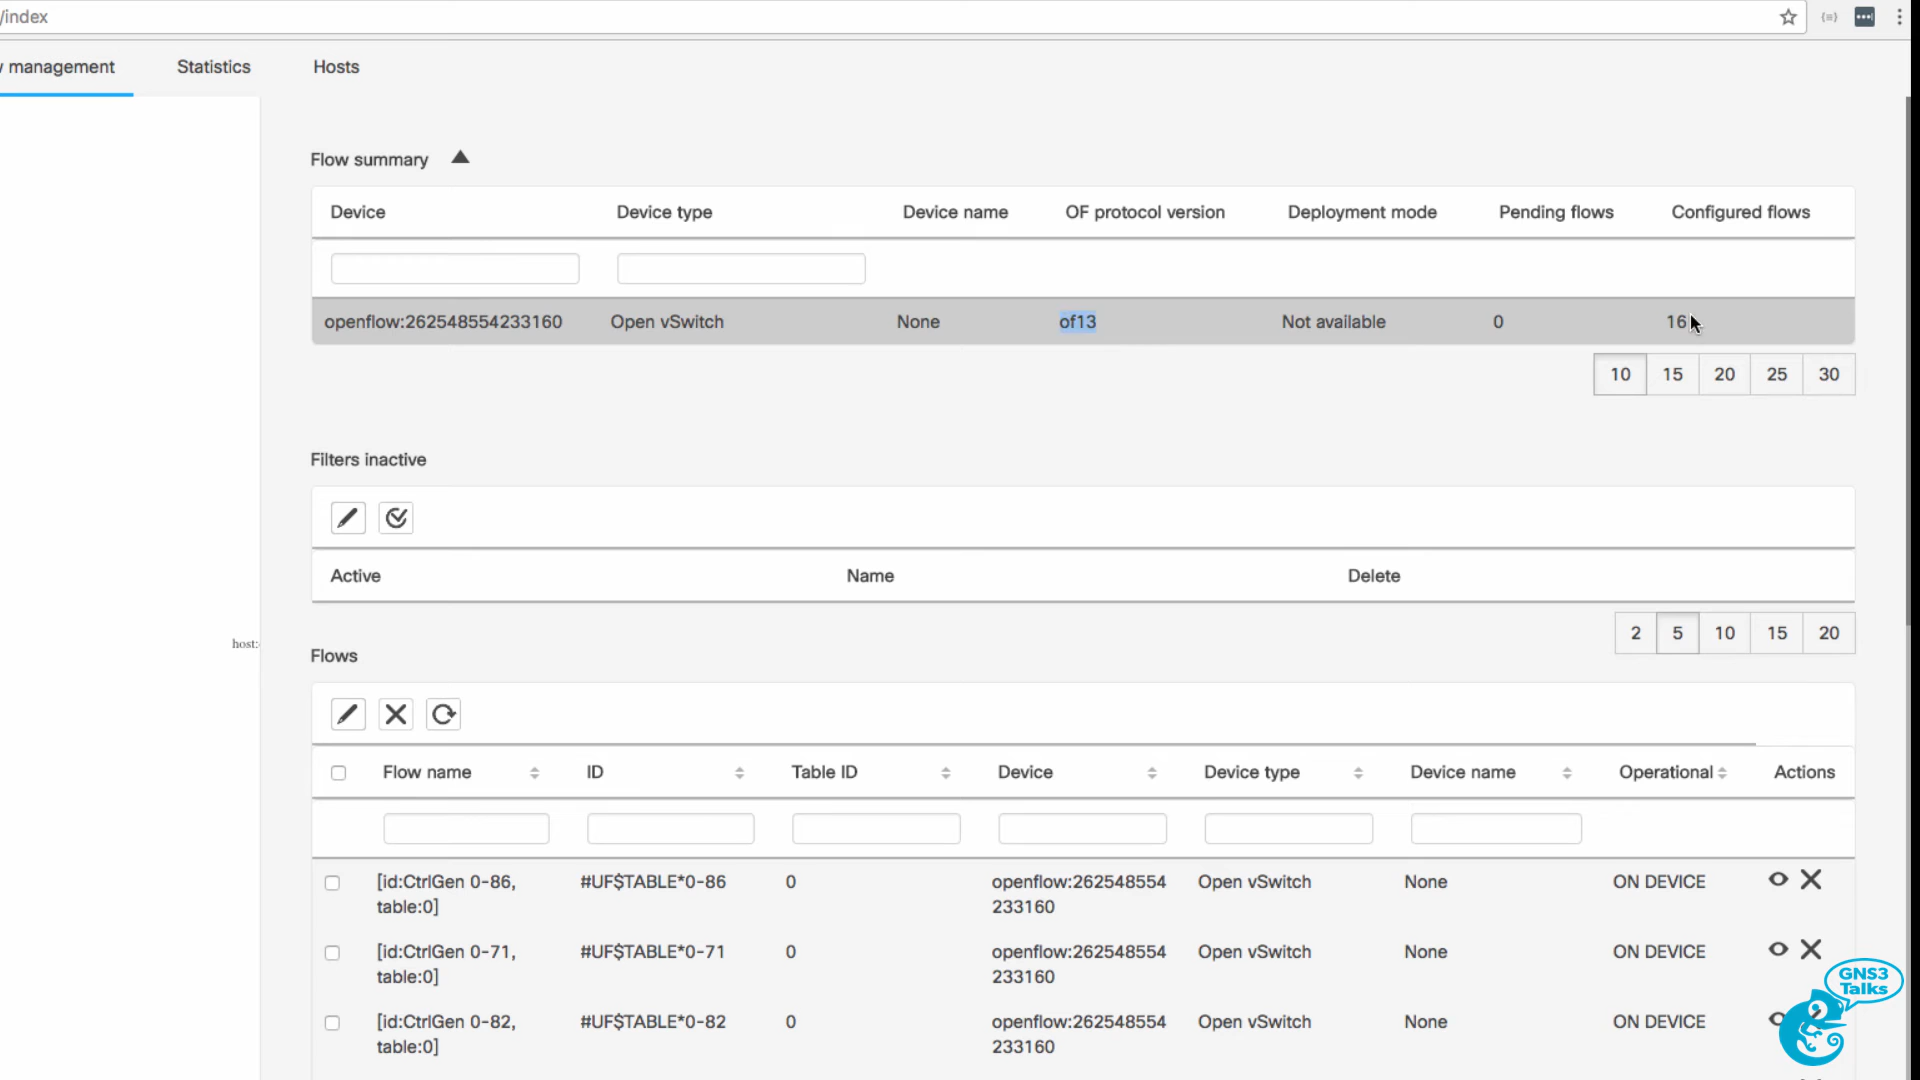 /index
management Statistics Hosts
Flow summary
Device Device type Device name OF protocol version Deployment mode Pending flows Configured flows
openflow:262548554233160 Open vSwitch None of13 Not available 0 16
10 15 20 25 30
Filters inactive
Active Name Delete
2 5 10 15 20
host:
Flows
Flow name ID Table ID Device Device type Device name Operational Actions
[id:CtrlGen 0-86, #UF$TABLE*0-86 0 openflow:262548554 Open vSwitch None ON DEVICE
table:0] 233160
[id:CtrlGen 0-71, #UF$TABLE*0-71 0 openflow:262548554 Open vSwitch None ON DEVICE
table:0] 233160
[id:CtrlGen 0-82, #UF$TABLE*0-82 0 openflow:262548554 Open vSwitch None ON DEVICE
table:0] 233160
GNS3
Talks